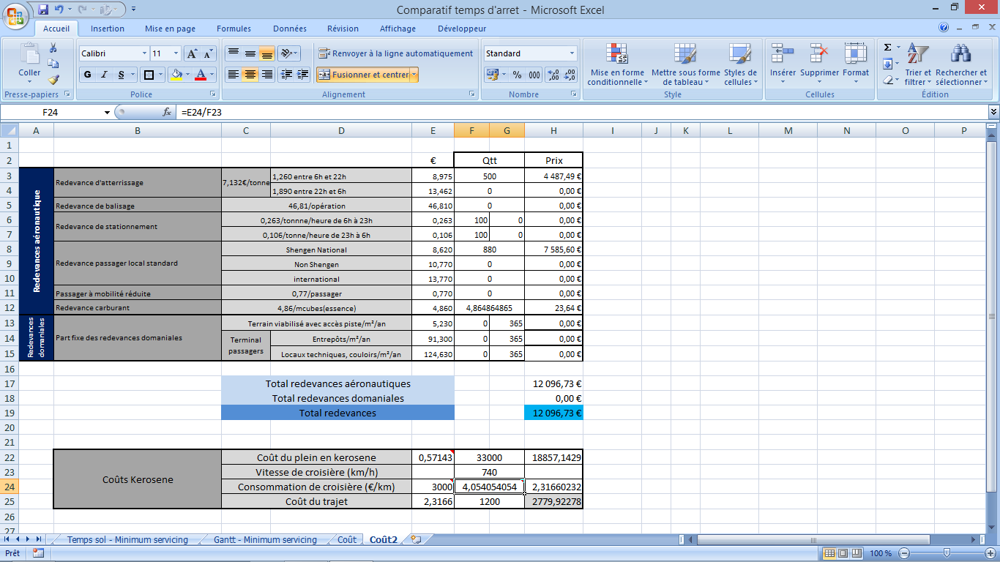 Comparatif temps d'arret - Microsoft Excel
Accueil Insertion Mise en page Formules Données Révision Affichage Développeur
Coller
Calibri 11
G I S
Renvoyer à la ligne automatiquement
Fusionner et centrer
Standard
% 000
Mise en forme conditionnelle
Mettre sous forme de tableau
Styles de cellules
Insérer Supprimer Format
Trier et filtrer
Rechercher et sélectionner
Presse-papiers Police Alignement Nombre Style Cellules Édition
F24 fx =E24/F23
A B C D E F G H I J K L M N O P
1
2 € Qtt Prix
Redevances aéronautique
3 Redevance d'atterrissage 7,132€/tonne 1,260 entre 6h et 22h 8,975 500 4 487,49 €
4 1,890 entre 22h et 6h 13,462 0 0,00 €
5 Redevance de balisage 46,81/opération 46,810 0 0,00 €
6 Redevance de stationnement 0,263/tonnne/heure de 6h à 23h 0,263 100 0 0,00 €
7 0,106/tonne/heure de 23h à 6h 0,106 100 0 0,00 €
8 Redevance passager local standard Shengen National 8,620 880 7 585,60 €
9 Non Shengen 10,770 0 0,00 €
10 international 13,770 0 0,00 €
11 Passager à mobilité réduite 0,77/passager 0,770 0 0,00 €
12 Redevance carburant 4,86/mcubes(essence) 4,860 4,864864865 23,64 €
Redevances domaniales
13 Part fixe des redevances domaniales Terrain viabilisé avec accès piste/m²/an 5,230 0 365 0,00 €
14 Terminal passagers Entrepôts/m²/an 91,300 0 365 0,00 €
15 Locaux techniques, couloirs/m²/an 124,630 0 365 0,00 €
16
17 Total redevances aéronautiques 12 096,73 €
18 Total redevances domaniales 0,00 €
19 Total redevances 12 096,73 €
20
21
22 Coûts Kerosene Coût du plein en kerosene 0,57143 33000 18857,1429
23 Vitesse de croisière (km/h) 740
24 Consommation de croisière (€/km) 3000 4,054054054 2,31660232
25 Coût du trajet 2,3166 1200 2779,92278
26
27
Temps sol - Minimum servicing Gantt - Minimum servicing Coût Coût2
Prêt 100 %